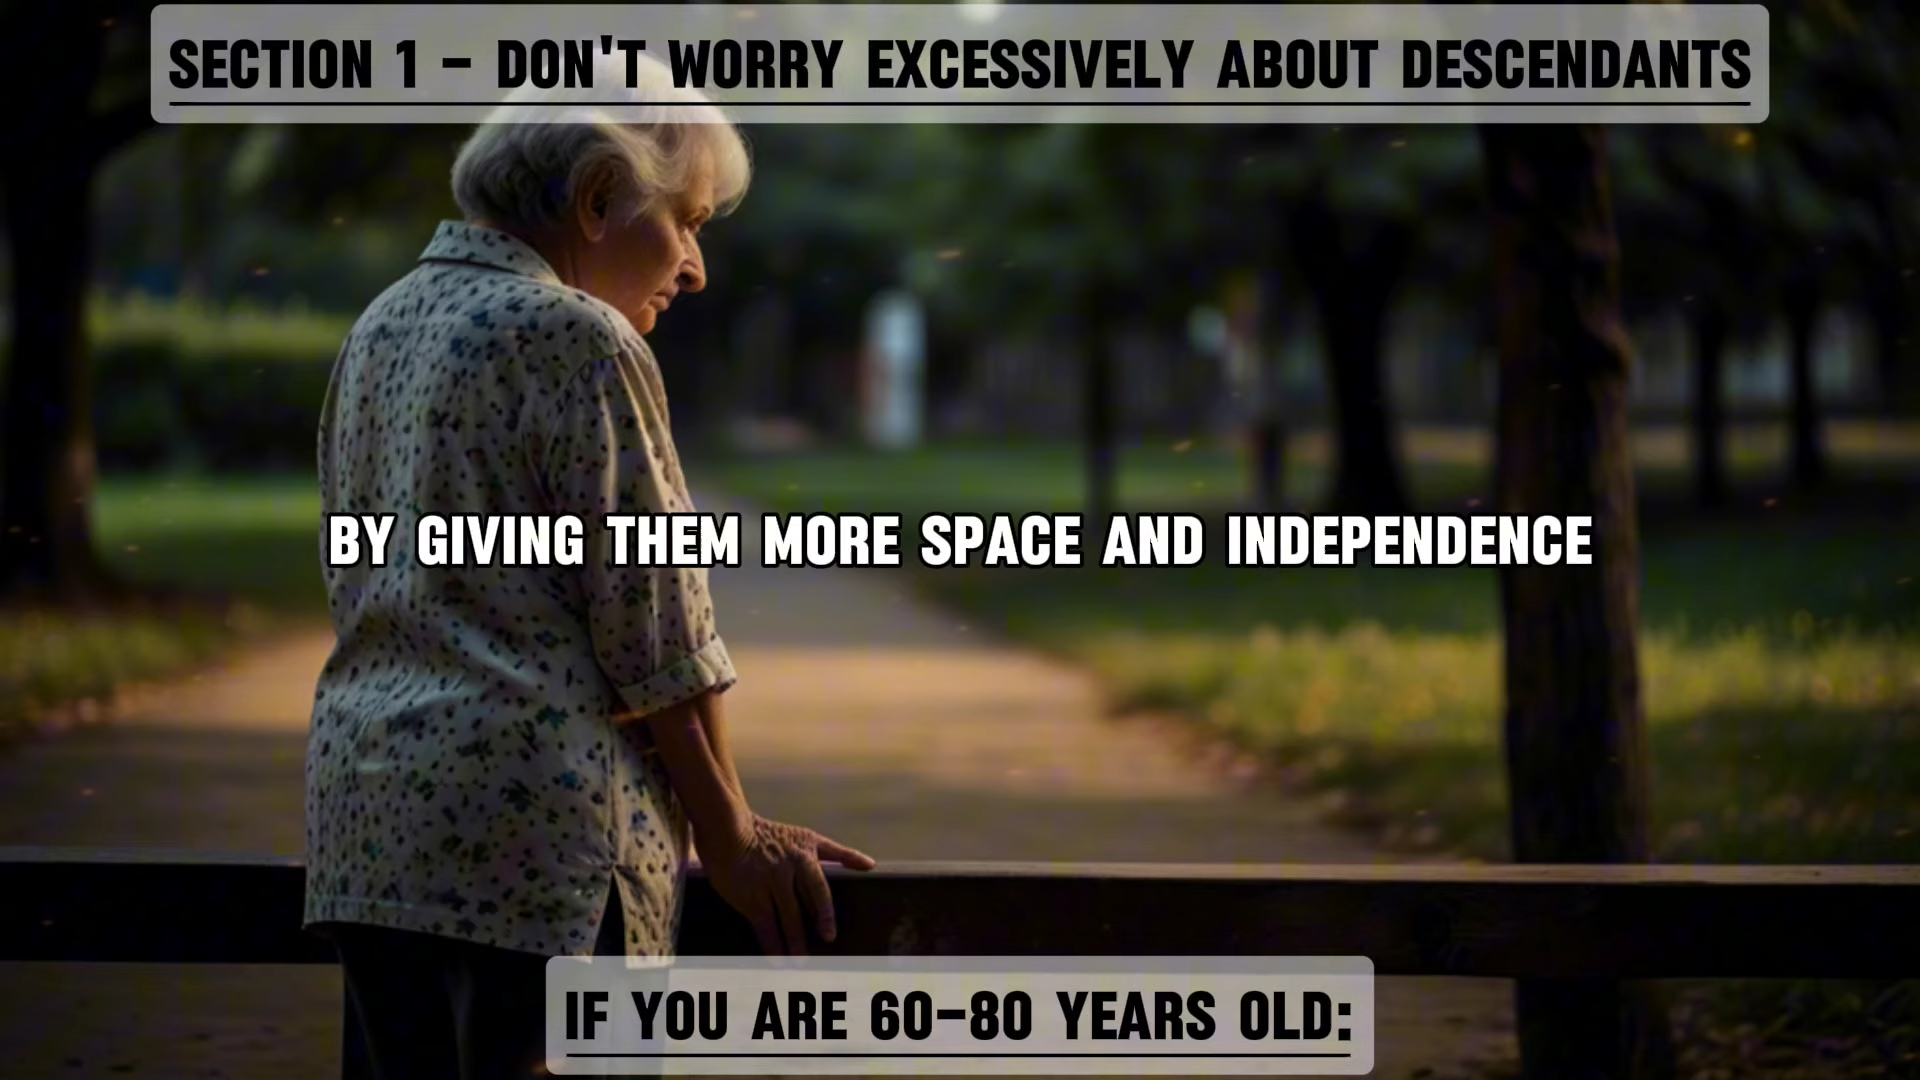 SECTION 1 – DON'T WORRY EXCESSIVELY ABOUT DESCENDANTS
BY GIVING THEM MORE SPACE AND INDEPENDENCE
IF YOU ARE 60–80 YEARS OLD: